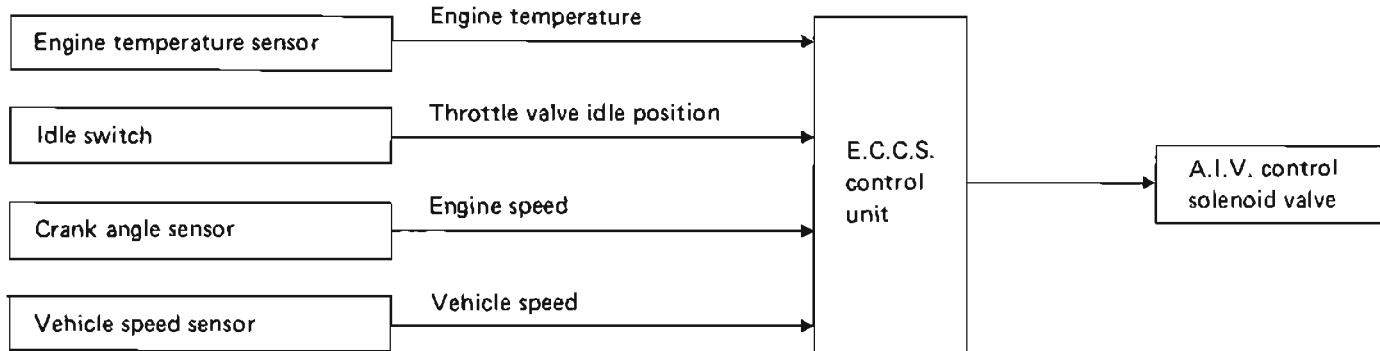 Engine temperature sensor
Engine temperature
Idle switch
Throttle valve idle position
Crank angle sensor
Engine speed
Vehicle speed sensor
Vehicle speed
E.C.C.S.
control
unit
A.I.V. control
solenoid valve